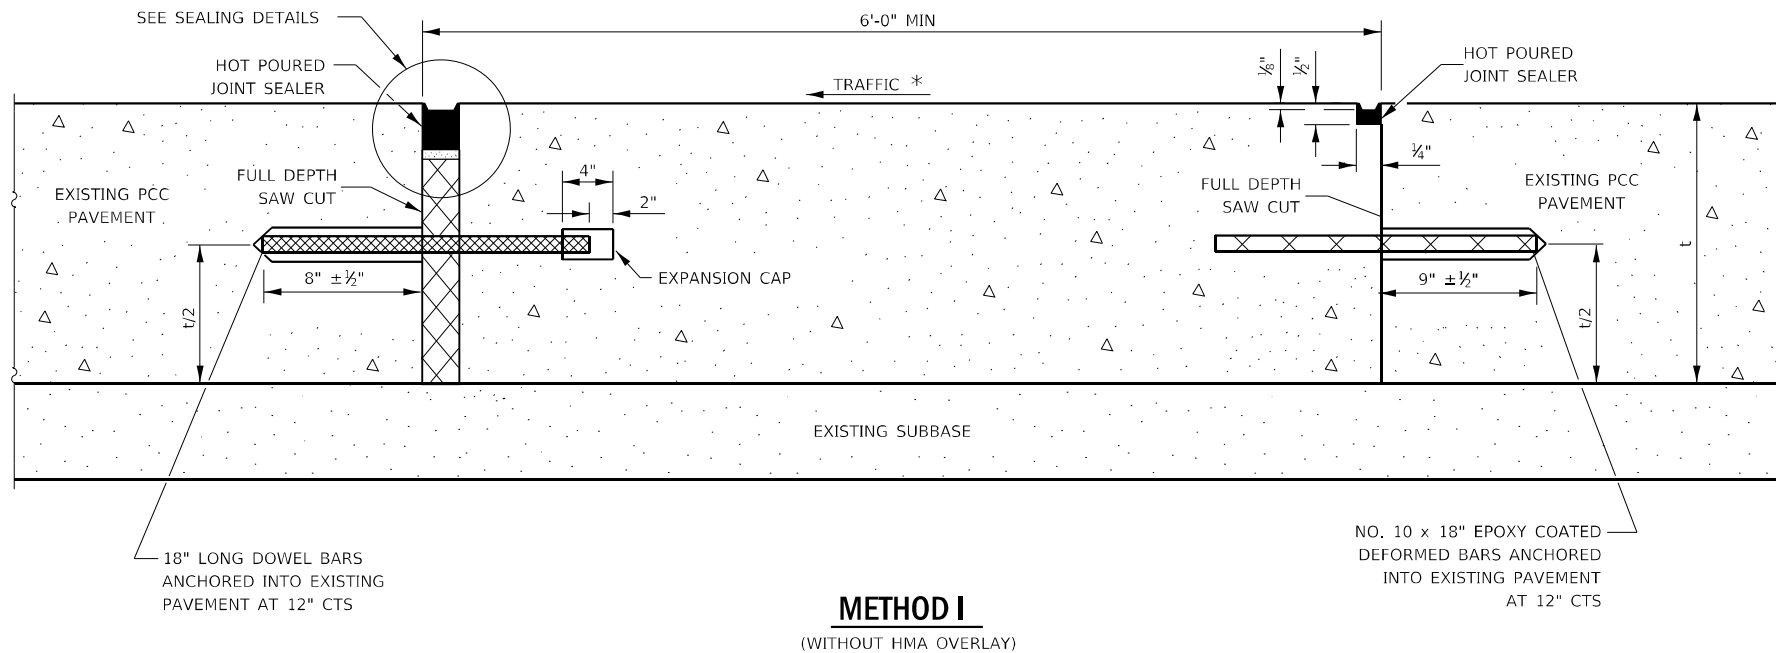 SEE SEALING DETAILS
6'-0" MIN
HOT POURED
JOINT SEALER
TRAFFIC *
⅛"
½"
HOT POURED
JOINT SEALER
¼"
4"
2"
FULL DEPTH
SAW CUT
EXISTING PCC
PAVEMENT
FULL DEPTH
SAW CUT
EXISTING PCC
PAVEMENT
t
EXPANSION CAP
8" ±½"
9" ±½"
t/2
t/2
EXISTING SUBBASE
18" LONG DOWEL BARS
ANCHORED INTO EXISTING
PAVEMENT AT 12" CTS
NO. 10 x 18" EPOXY COATED
DEFORMED BARS ANCHORED
INTO EXISTING PAVEMENT
AT 12" CTS
METHOD I
(WITHOUT HMA OVERLAY)